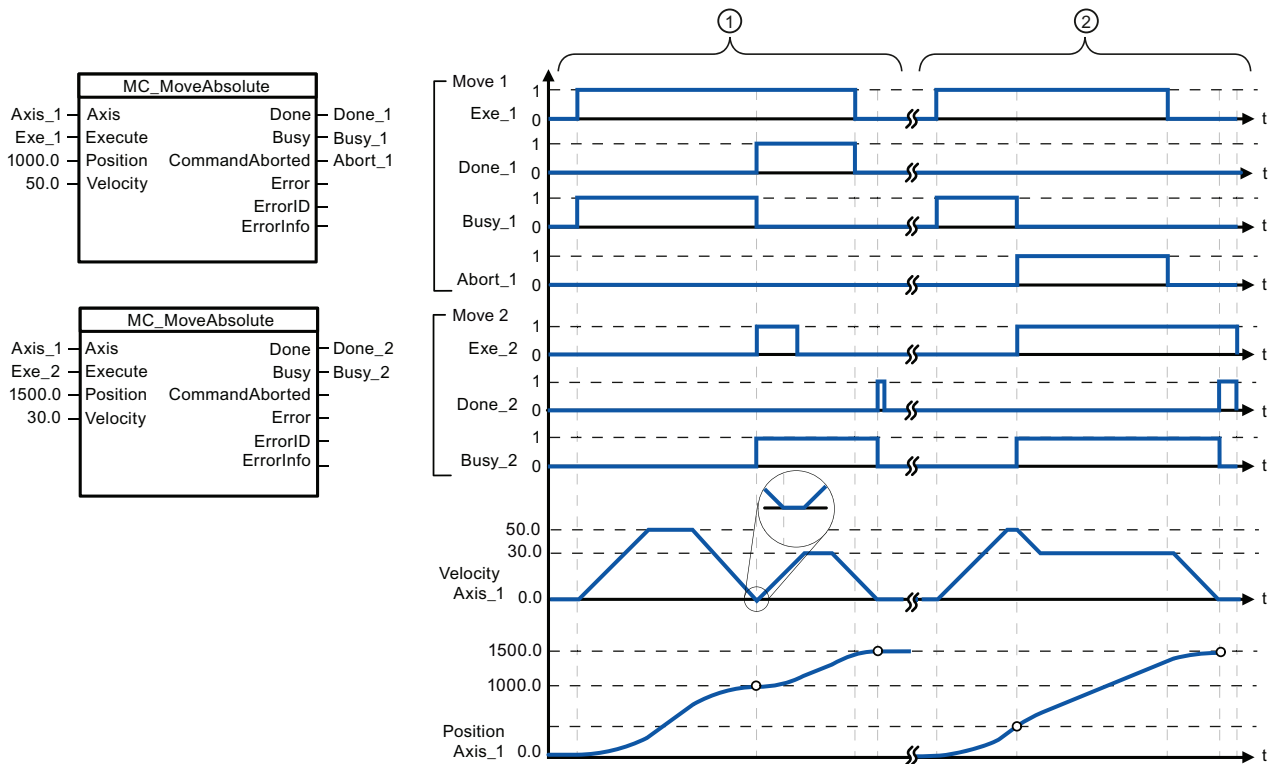 1
2
MC_MoveAbsolute
Axis_1
Axis
Done
Done_1
Exe_1
Execute
Busy
Busy_1
1000.0
Position
CommandAborted
Abort_1
50.0
Velocity
Error
ErrorID
ErrorInfo
MC_MoveAbsolute
Axis_1
Axis
Done
Done_2
Exe_2
Execute
Busy
Busy_2
1500.0
Position
CommandAborted
30.0
Velocity
Error
ErrorID
ErrorInfo
Move 1
Exe_1
1
0
t
Done_1
1
0
t
Busy_1
1
0
t
Abort_1
1
0
t
Move 2
Exe_2
1
0
t
Done_2
1
0
t
Busy_2
1
0
t
Velocity
Axis_1
50.0
30.0
0.0
t
Position
Axis_1
1500.0
1000.0
0.0
t